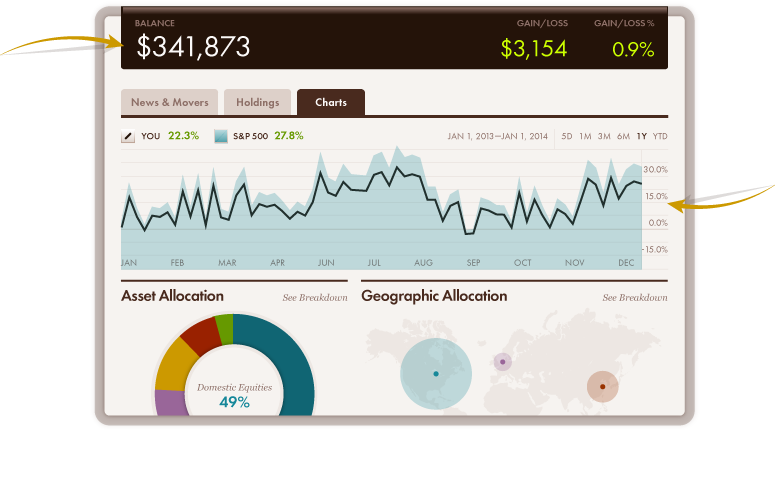 BALANCE GAIN/LOSS GAIN/LOSS %
$341,873 $3,154 0.9%
News & Movers Holdings Charts
YOU 22.3% S&P 500 27.8% JAN 1, 2013—JAN 1, 2014 5D 1M 3M 6M 1Y YTD
30.0%
15.0%
0.0%
-15.0%
JAN FEB MAR APR JUN JUL AUG SEP OCT NOV DEC
Asset Allocation See Breakdown Geographic Allocation See Breakdown
Domestic Equities
49%